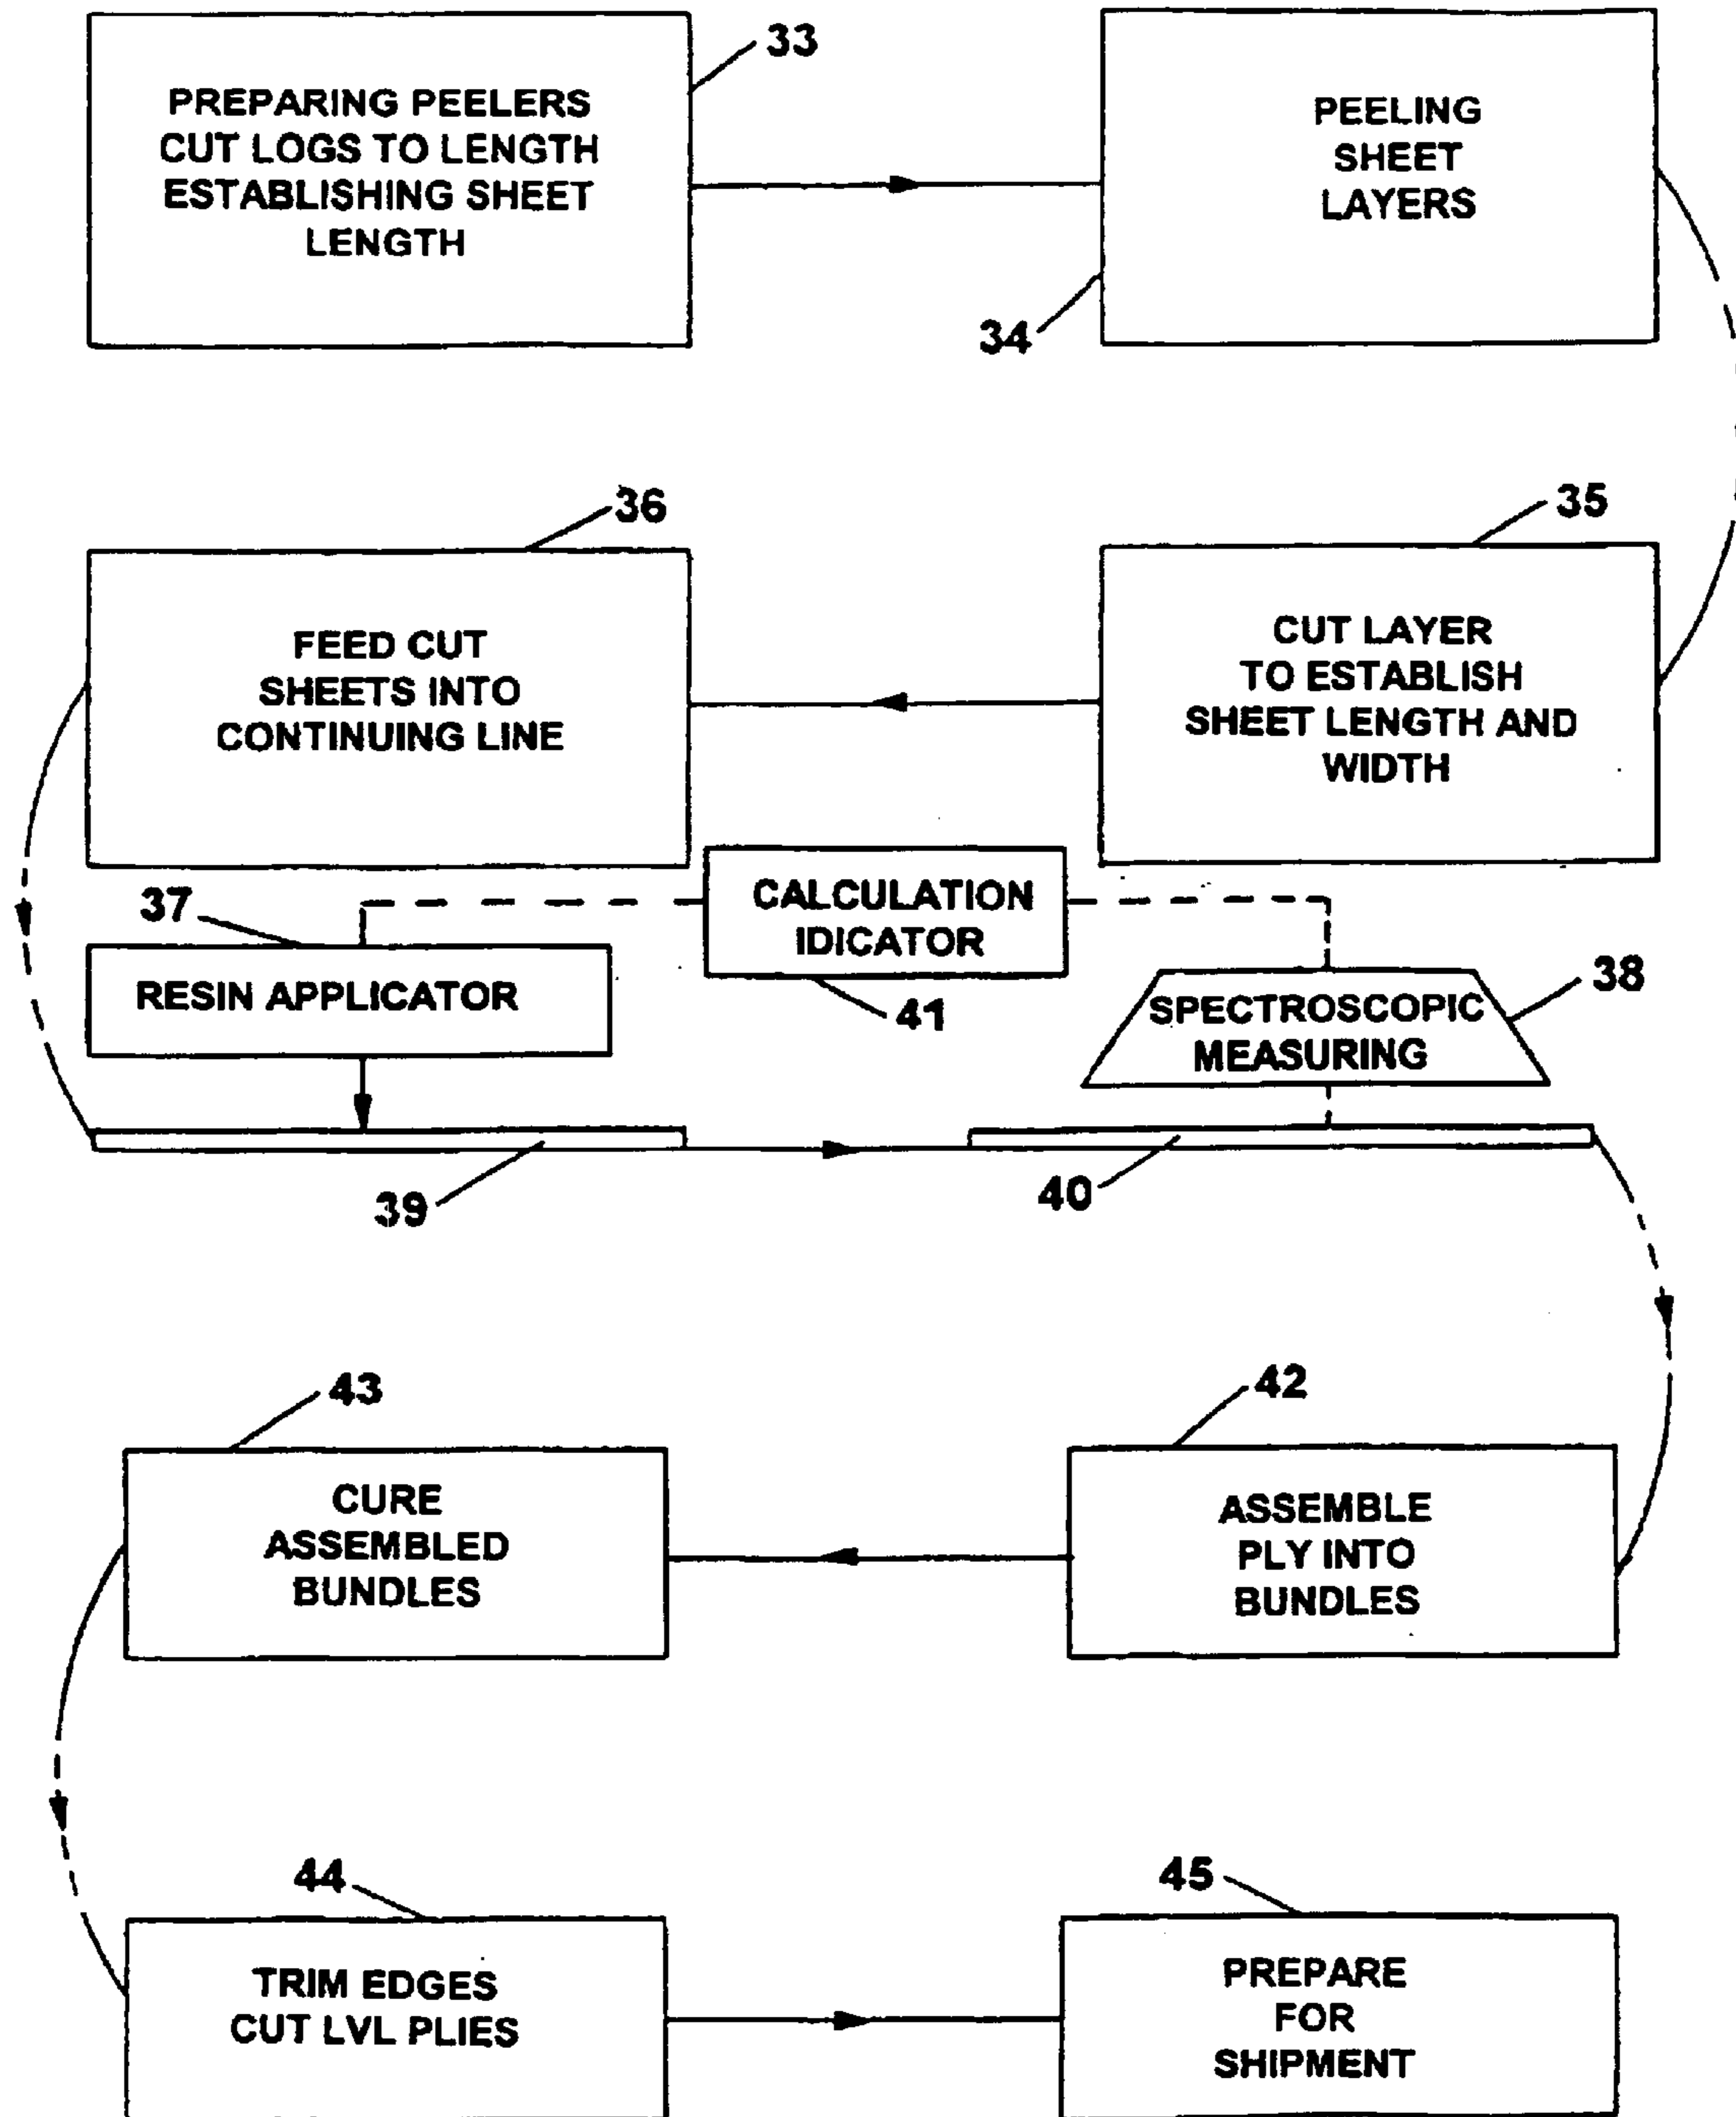 33
PREPARING PEELERS
CUT LOGS TO LENGTH
ESTABLISHING SHEET
LENGTH
PEELING
SHEET
LAYERS
34
36
35
FEED CUT
SHEETS INTO
CONTINUING LINE
CUT LAYER
TO ESTABLISH
SHEET LENGTH AND
WIDTH
37
RESIN APPLICATOR
CALCULATION
IDICATOR
41
38
SPECTROSCOPIC
MEASURING
39
40
43
42
CURE
ASSEMBLED
BUNDLES
ASSEMBLE
PLY INTO
BUNDLES
44
45
TRIM EDGES
CUT LVL PLIES
PREPARE
FOR
SHIPMENT